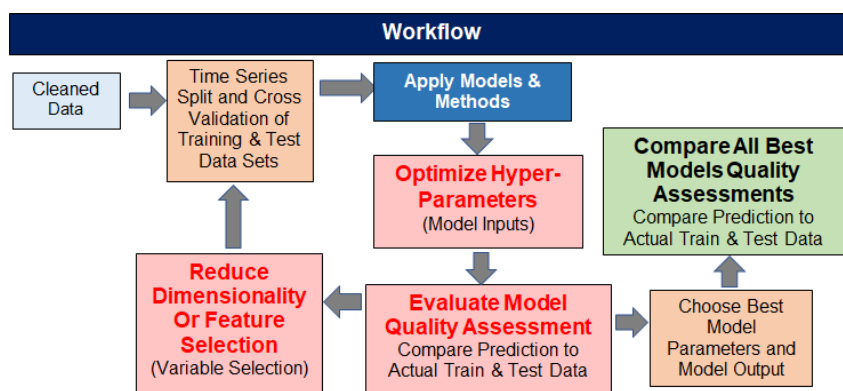 Workflow
Cleaned
Data
Time Series
Split and Cross
Validation of
Training & Test
Data Sets
Apply Models &
Methods
Optimize Hyper-
Parameters
(Model Inputs)
Compare All Best
Models Quality
Assessments
Compare Prediction to
Actual Train & Test Data
Reduce
Dimensionality
Or Feature
Selection
(Variable Selection)
Evaluate Model
Quality Assessment
Compare Prediction to
Actual Train & Test Data
Choose Best
Model
Parameters and
Model Output